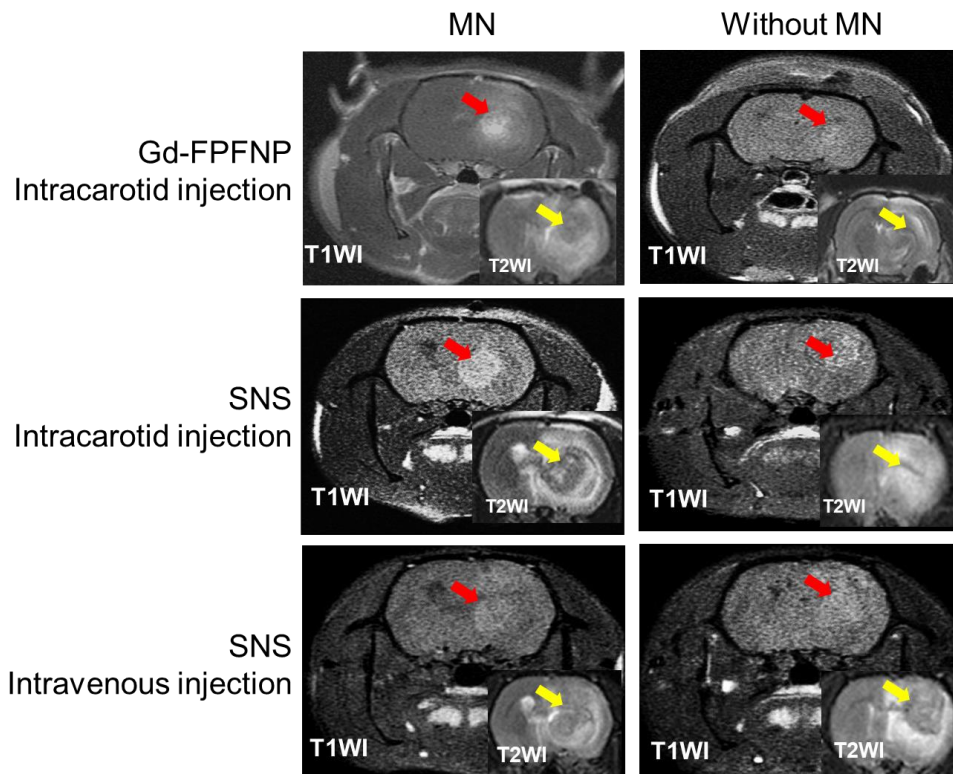 MN
Without MN
Gd-FPFNP
Intracarotid injection
T1WI
T2WI
T1WI
T2WI
SNS
Intracarotid injection
T1WI
T2WI
T1WI
T2WI
SNS
Intravenous injection
T1WI
T2WI
T1WI
T2WI